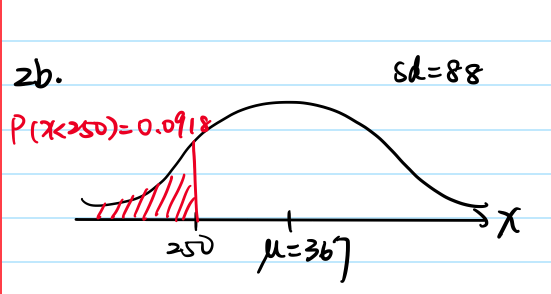 2b.
sd=88
P(x<250)=0.0918
X
250
μ=367